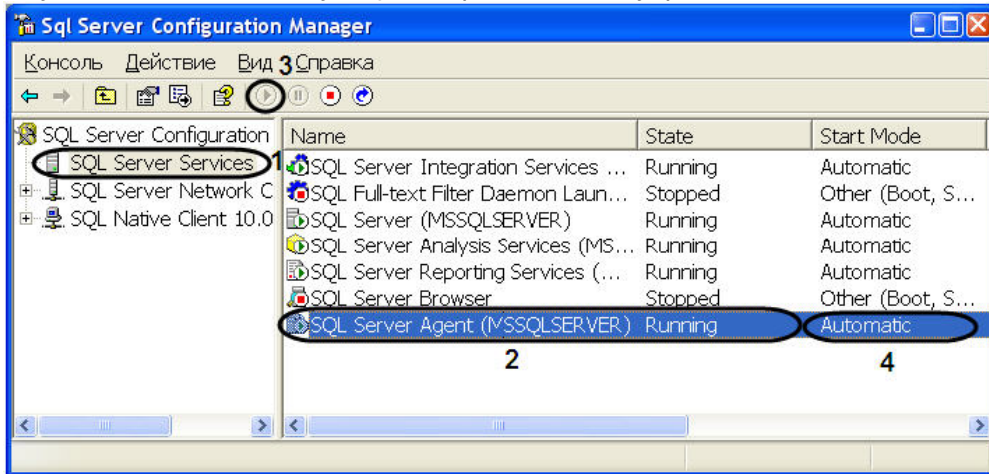 Sql Server Configuration Manager
Консоль Действие Вид 3 Справка
SQL Server Configuration
SQL Server Services 1
SQL Server Network C
SQL Native Client 10.0
Name State Start Mode
SQL Server Integration Services ... Running Automatic
SQL Full-text Filter Daemon Laun... Stopped Other (Boot, S...
SQL Server (MSSQLSERVER) Running Automatic
SQL Server Analysis Services (MS... Running Automatic
SQL Server Reporting Services (... Running Automatic
SQL Server Browser Stopped Other (Boot, S...
SQL Server Agent (MSSQLSERVER) Running Automatic
2 4